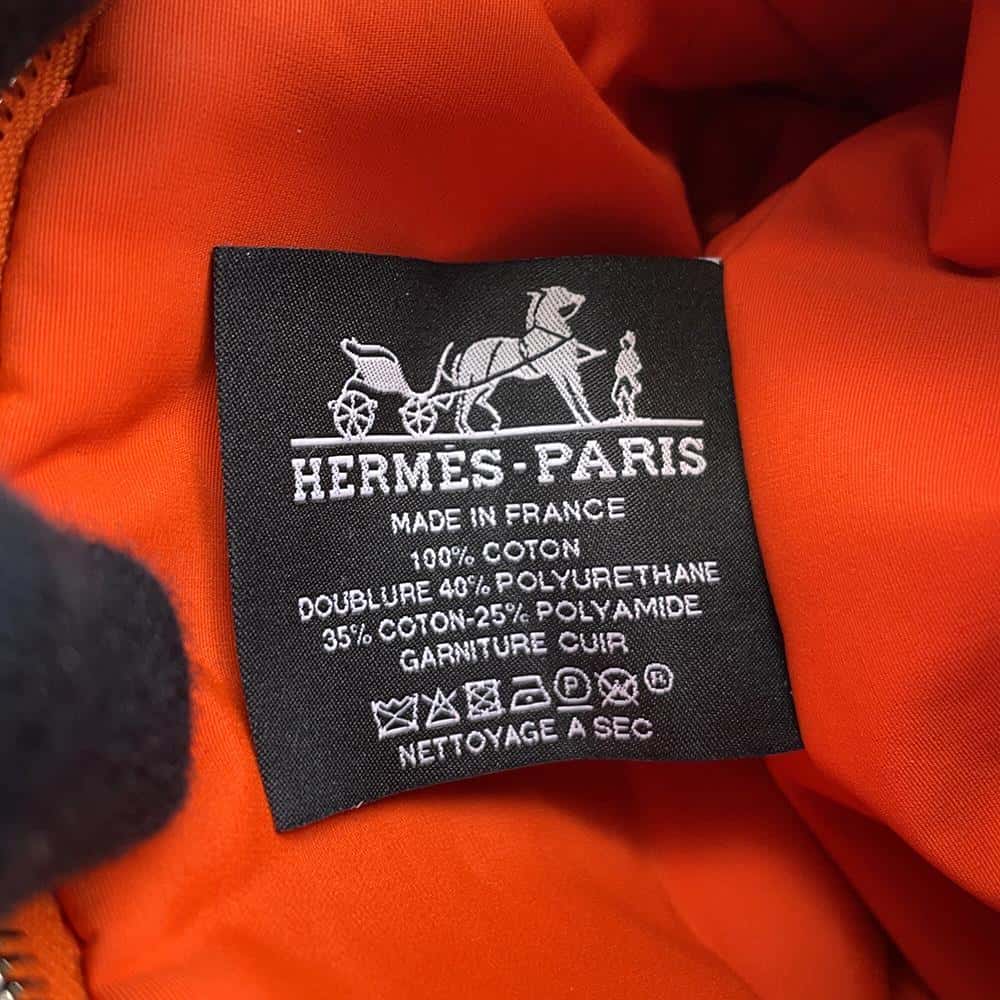 HERMÈS-PARIS
MADE IN FRANCE
100% COTON
DOUBLURE 40% POLYURETHANE
35% COTON-25% POLYAMIDE
GARNITURE CUIR
P W ®
NETTOYAGE A SEC